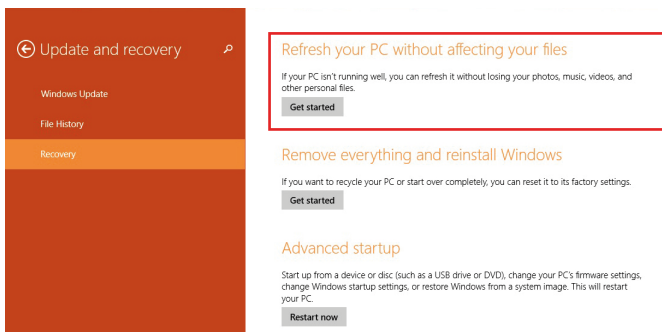 Update and recovery
Windows Update
File History
Recovery
Refresh your PC without affecting your files
If your PC isn't running well, you can refresh it without losing your photos, music, videos, and
other personal files.
Get started
Remove everything and reinstall Windows
If you want to recycle your PC or start over completely, you can reset it to its factory settings.
Get started
Advanced startup
Start up from a device or disc (such as a USB drive or DVD), change your PC's firmware settings,
change Windows startup settings, or restore Windows from a system image. This will restart
your PC.
Restart now